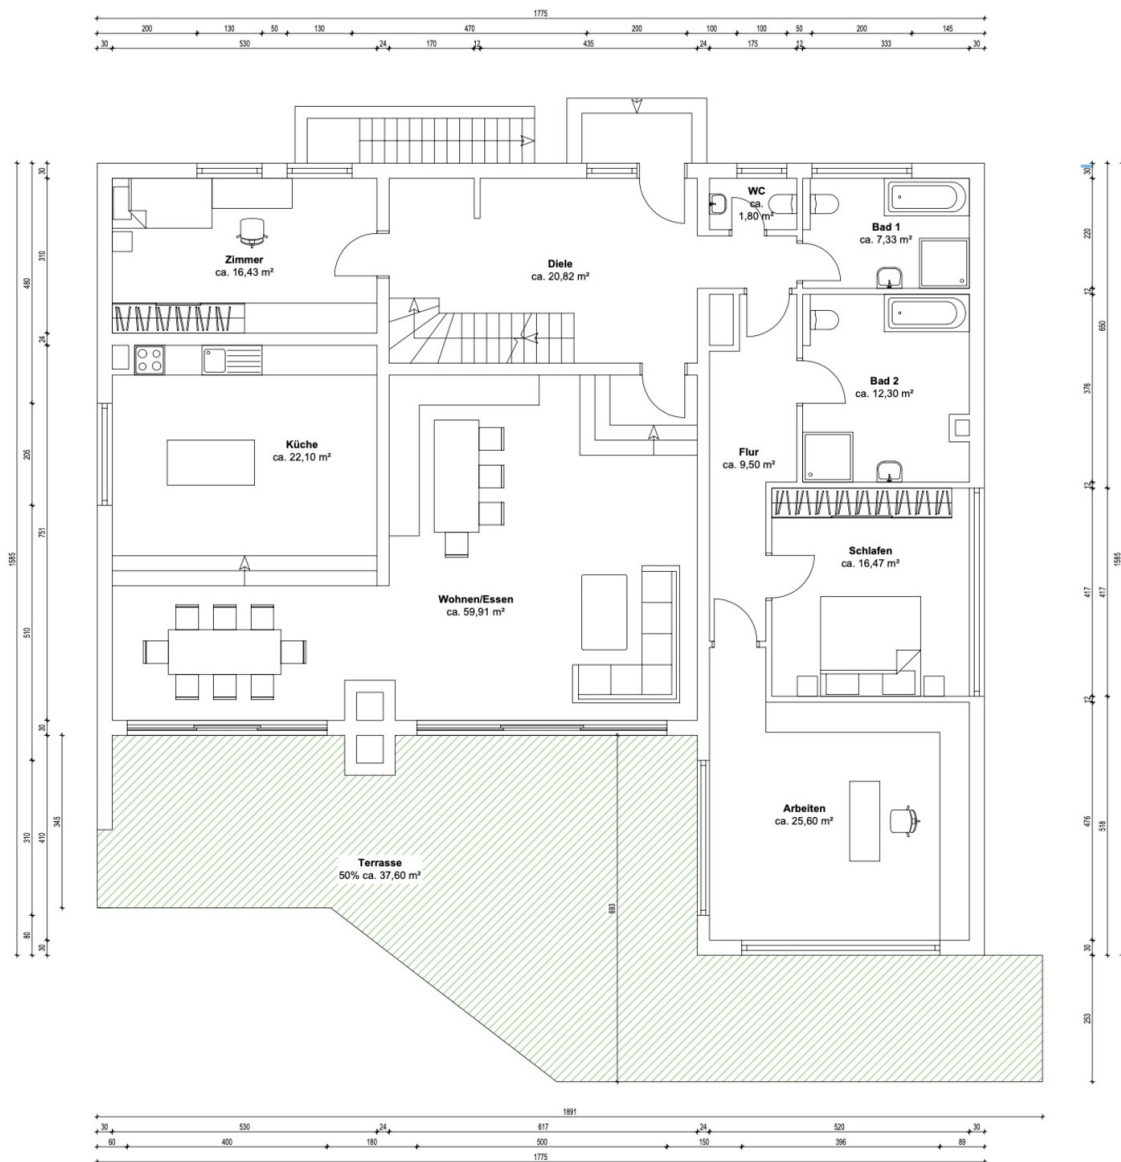 1775
200 130 50 130 470 200 100 100 50 200 145
30 530 24 170 12 435 24 175 12 333 30
WC
ca.
1,80 m²
Bad 1
ca. 7,33 m²
Zimmer
ca. 16,43 m²
Diele
ca. 20,82 m²
Bad 2
ca. 12,30 m²
Küche
ca. 22,10 m²
Flur
ca. 9,50 m²
Schlafen
ca. 16,47 m²
Wohnen/Essen
ca. 59,91 m²
Arbeiten
ca. 25,60 m²
Terrasse
50% ca. 37,60 m²
1585
480
205
510
310
80
30
310
24
751
30
410
30
345
693
30
220
12
376
12
417
12
476
30
253
650
417
518
1585
1891
30 530 24 617 24 520 30
60 400 180 500 150 396 89
1775